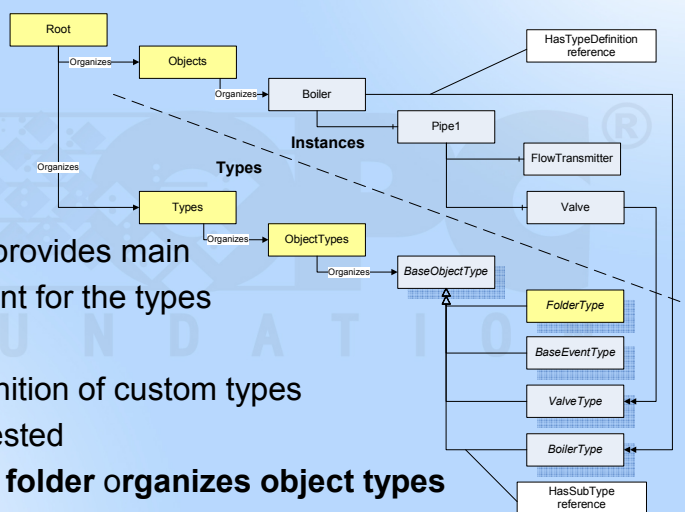 Root
HasTypeDefinition
reference
Organizes
Objects
Organizes
Boiler
Pipe1
Instances
FlowTransmitter
Types
Organizes
Valve
Types
Organizes
ObjectTypes
Organizes
BaseObjectType
provides main
nt for the types
FolderType
UNDATIO
BaseEventType
nition of custom types
ValveType
ested
BoilerType
folder organizes object types
HasSubType
reference
®